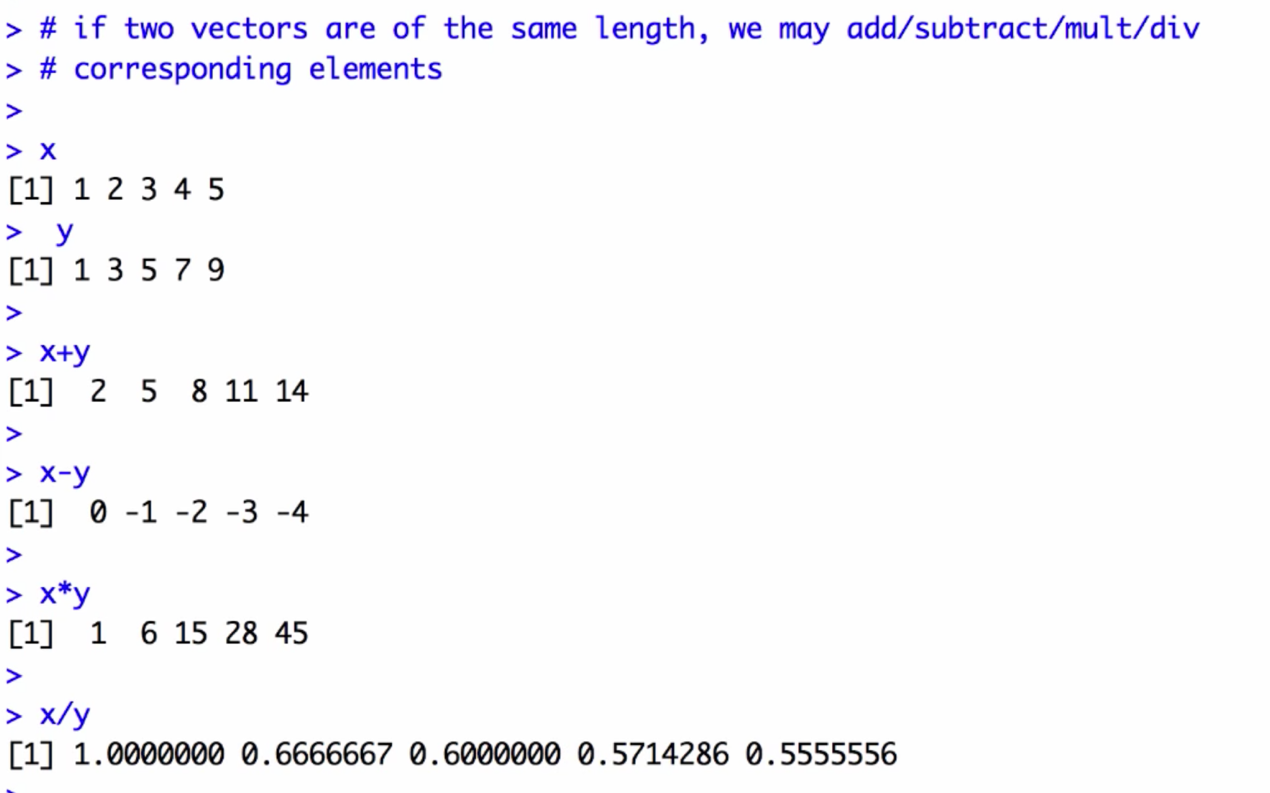 > # if two vectors are of the same length, we may add/subtract/mult/div
> # corresponding elements
>
> x
[1] 1 2 3 4 5
>  y
[1] 1 3 5 7 9
>
> x+y
[1]  2  5  8 11 14
>
> x-y
[1]  0 -1 -2 -3 -4
>
> x*y
[1]  1  6 15 28 45
>
> x/y
[1] 1.0000000 0.6666667 0.6000000 0.5714286 0.5555556
>